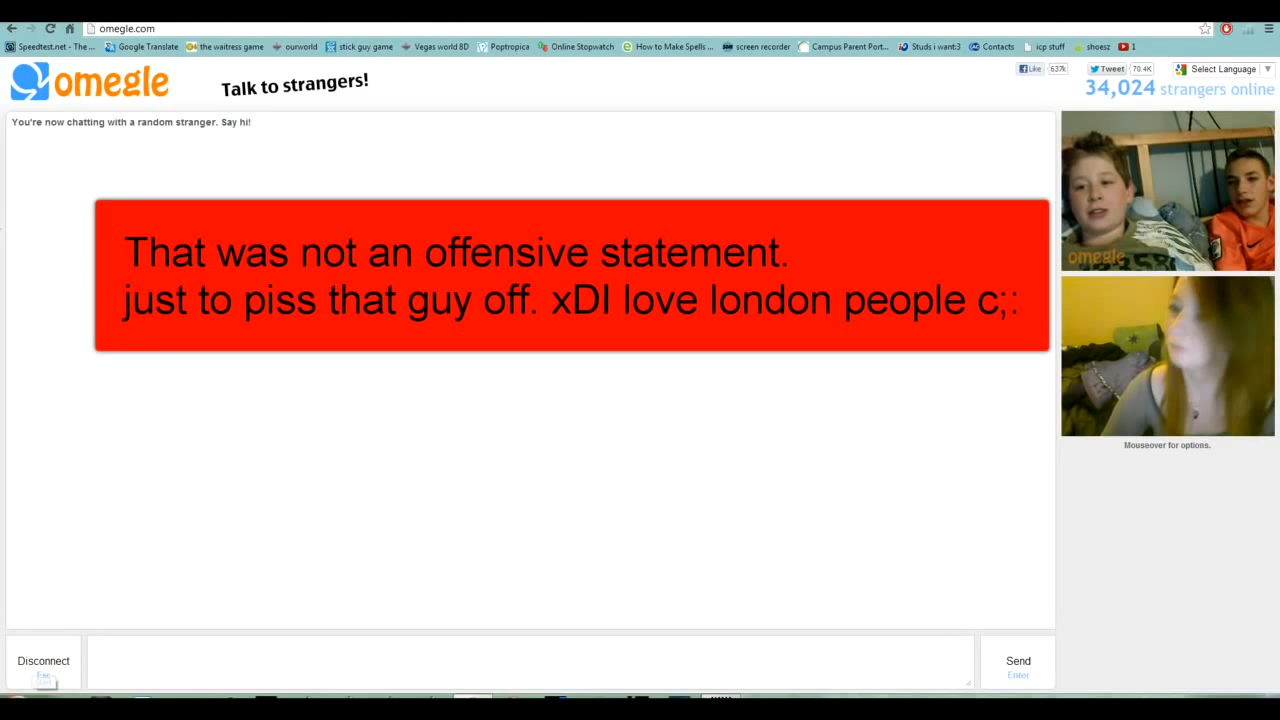 omegle.com
Speedtest.net - The ... Google Translate the waitress game ourworld stick guy game Vegas world 8D Poptropica Online Stopwatch How to Make Spells ... screen recorder Campus Parent Port... Studs i want:3 Contacts icp stuff shoesz 1
omegle
Talk to strangers!
Like 637k Tweet 70.4K Select Language
34,024 strangers online
You're now chatting with a random stranger. Say hi!
That was not an offensive statement.
just to piss that guy off. xDI love london people c;:
omegle
Mouseover for options.
Disconnect
Esc
Send
Enter